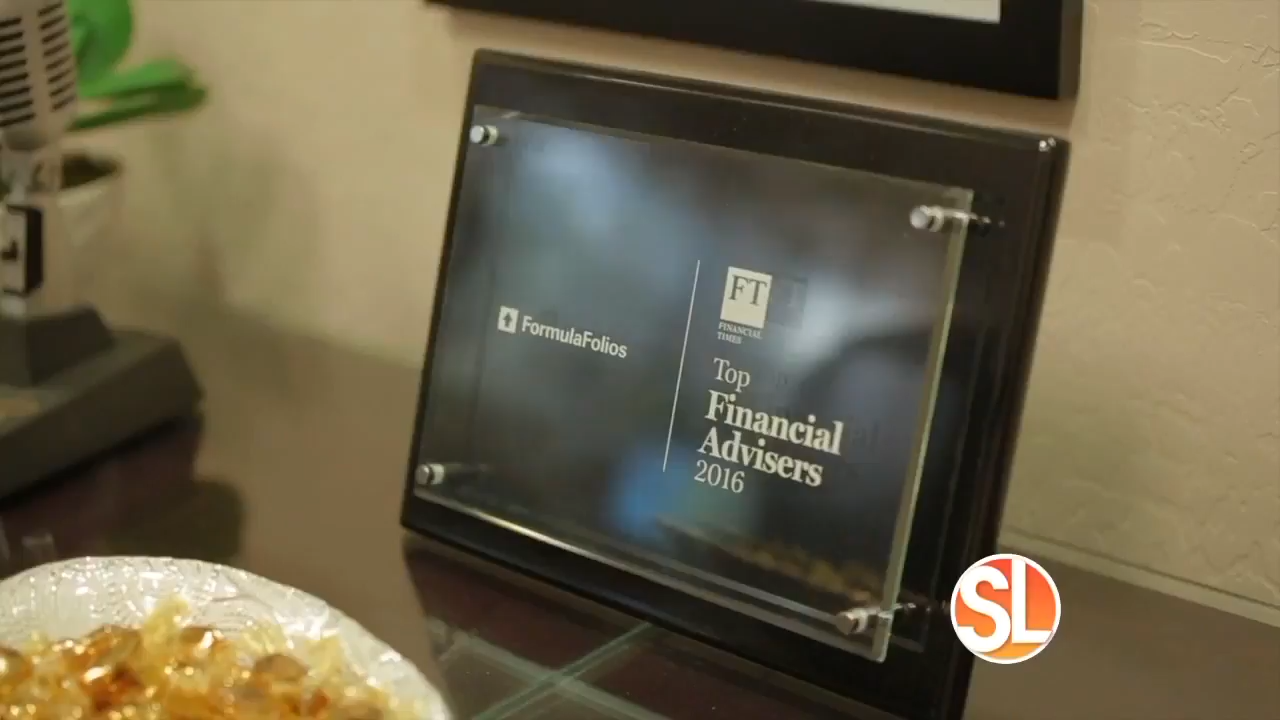 FormulaFolios
FT
FINANCIAL
TIMES
Top
Financial
Advisers
2016
SL